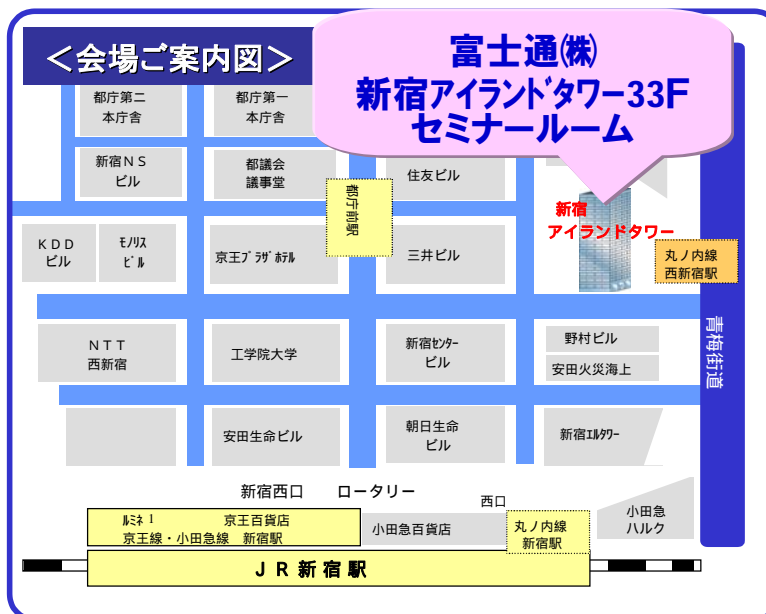 ＜会場ご案内図＞
富士通㈱
新宿アイランドタワー33F
セミナールーム
都庁第二
本庁舎
都庁第一
本庁舎
新宿ＮＳ
ビル
都議会
議事堂
都庁前駅
住友ビル
新宿
アイランドタワー
ＫＤＤ
ビル
モノリス
ビル
京王プラザホテル
三井ビル
丸ノ内線
西新宿駅
青梅街道
ＮＴＴ
西新宿
工学院大学
新宿センター
ビル
野村ビル
安田火災海上
安田生命ビル
朝日生命
ビル
新宿エルタワー
新宿西口　ロータリー
西口
ルミネ１　京王百貨店
京王線・小田急線　新宿駅
小田急百貨店
丸ノ内線
新宿駅
小田急
ハルク
ＪＲ新宿駅